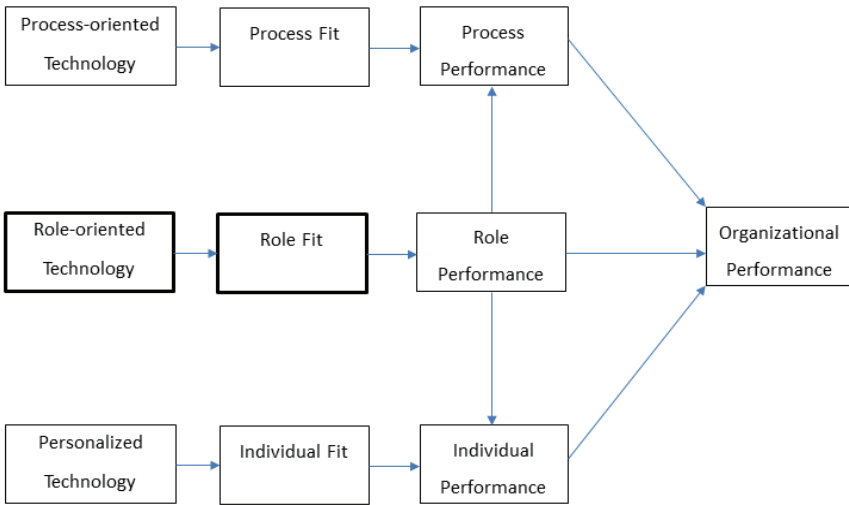 Process-oriented
Technology
Process Fit
Process
Performance
Role-oriented
Technology
Role Fit
Role
Performance
Organizational
Performance
Personalized
Technology
Individual Fit
Individual
Performance